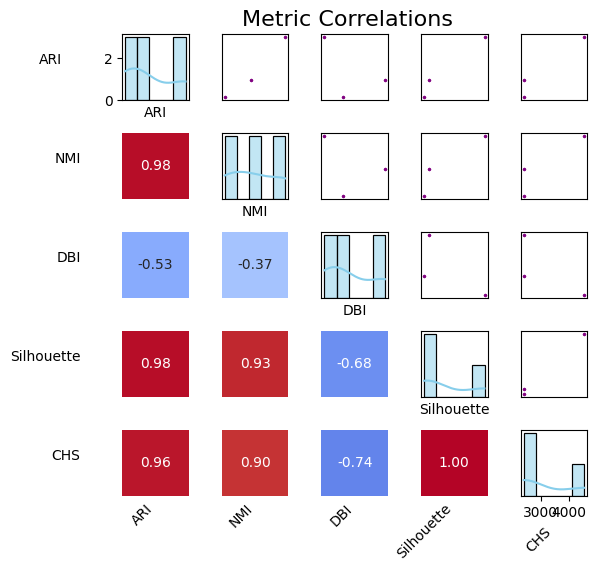 Metric Correlations
ARI
2
0
ARI
NMI
0.98
NMI
DBI
-0.53
-0.37
DBI
Silhouette
0.98
0.93
-0.68
Silhouette
CHS
0.96
0.90
-0.74
1.00
3000
4000
ARI
NMI
DBI
Silhouette
CHS